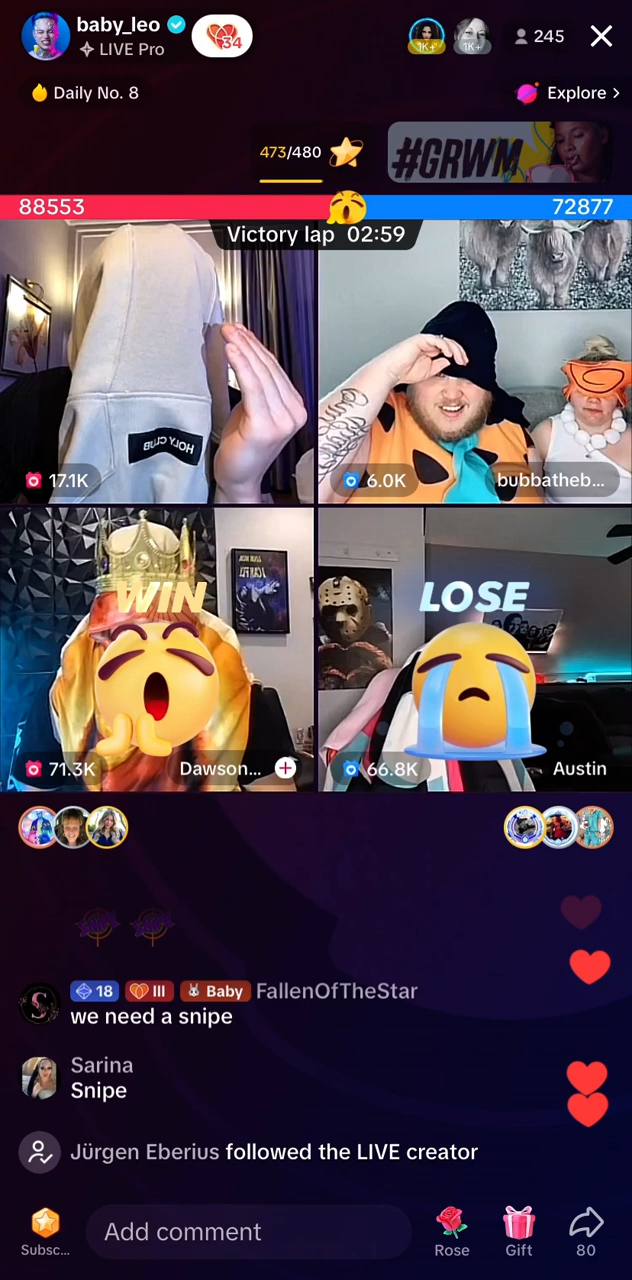 baby_leo
LIVE Pro
34
1K+
1K+
245
Daily No. 8
Explore >
473/480
#GRWM
88553
72877
Victory lap 02:59
HOLY CLUB
17.1K
6.0K
bubbatheb...
WIN
LOSE
71.3K
Dawson...
66.8K
Austin
18
III
Baby
FallenOfTheStar
we need a snipe
Sarina
Snipe
Jürgen Eberius followed the LIVE creator
Subsc...
Add comment
Rose
Gift
80